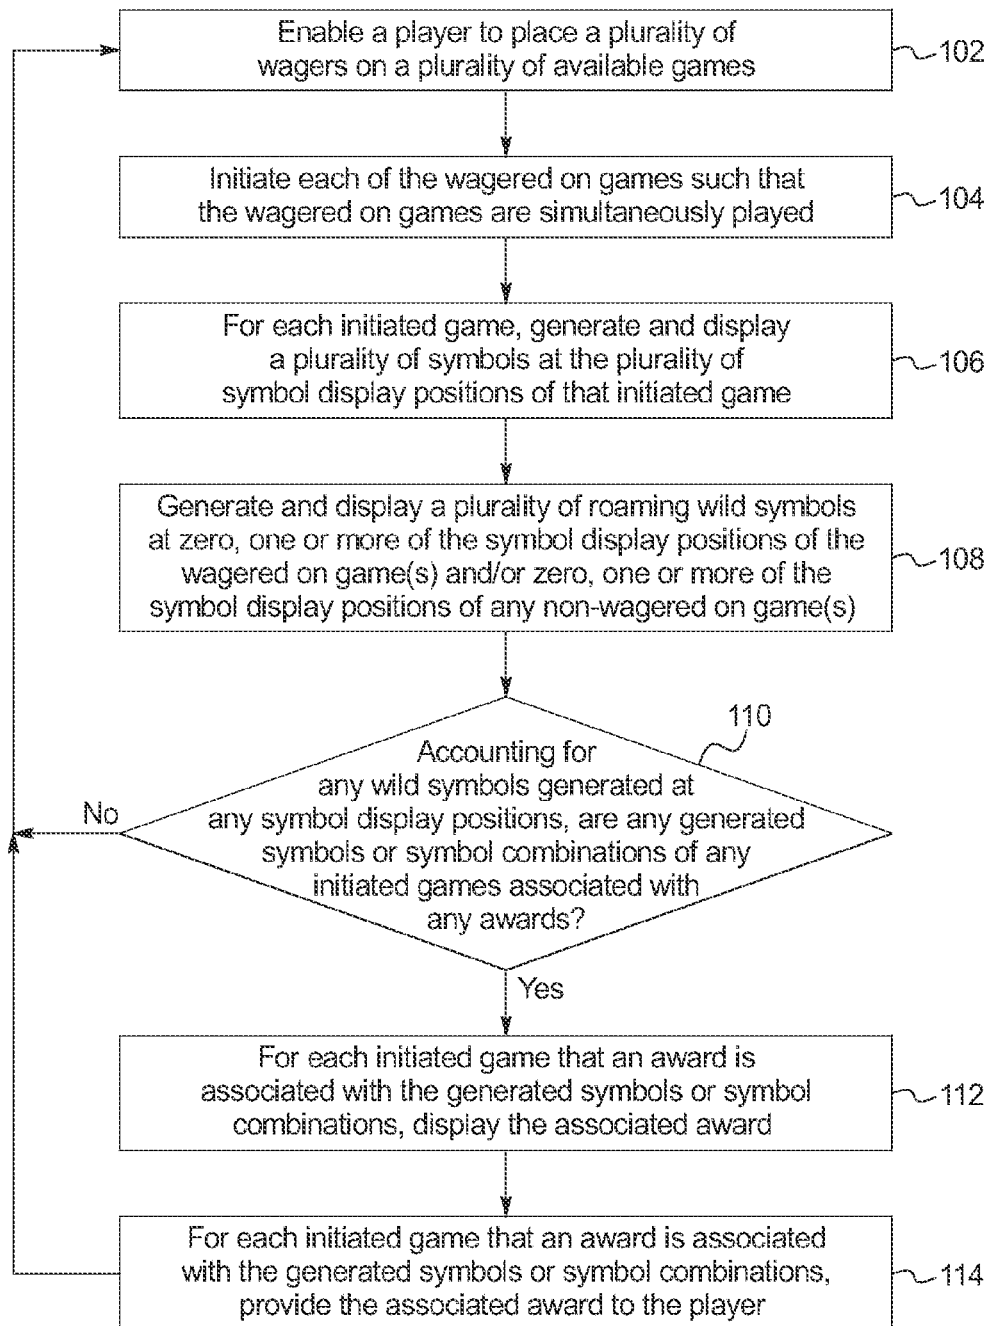 Enable a player to place a plurality of
wagers on a plurality of available games
102
Initiate each of the wagered on games such that
the wagered on games are simultaneously played
104
For each initiated game, generate and display
a plurality of symbols at the plurality of
symbol display positions of that initiated game
106
Generate and display a plurality of roaming wild symbols
at zero, one or more of the symbol display positions of the
wagered on game(s) and/or zero, one or more of the
symbol display positions of any non-wagered on game(s)
108
110
Accounting for
any wild symbols generated at
any symbol display positions, are any generated
symbols or symbol combinations of any
initiated games associated with
any awards?
No
Yes
For each initiated game that an award is
associated with the generated symbols or symbol
combinations, display the associated award
112
For each initiated game that an award is associated
with the generated symbols or symbol combinations,
provide the associated award to the player
114